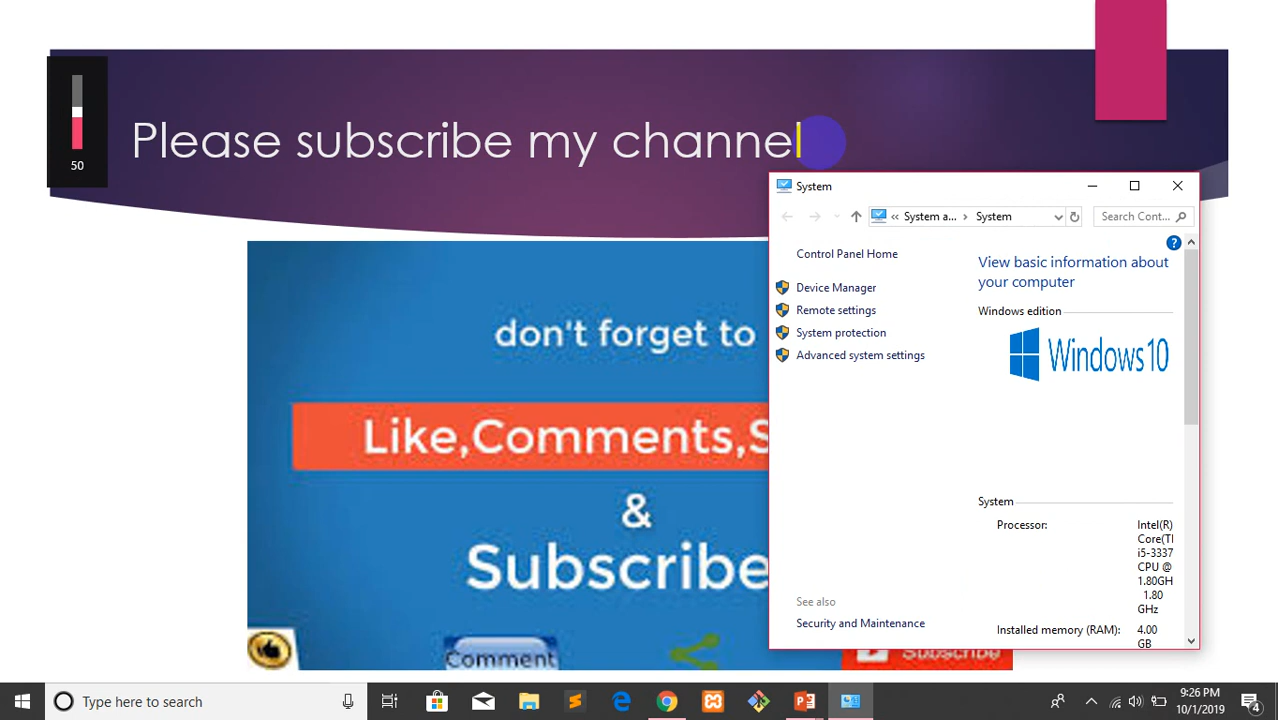 Please subscribe my channel
50
System
« System a... › System
Search Cont...
Control Panel Home
Device Manager
Remote settings
System protection
Advanced system settings
See also
Security and Maintenance
?
View basic information about
your computer
Windows edition
Windows10
System
Processor:
Intel(R)
Core(TI
i5-3337
CPU @
1.80GH
1.80
GHz
Installed memory (RAM):
4.00
GB
don't forget to
Like,Comments,S
&
Subscribe
Comment
Subscribe
Type here to search
9:26 PM
10/1/2019
4